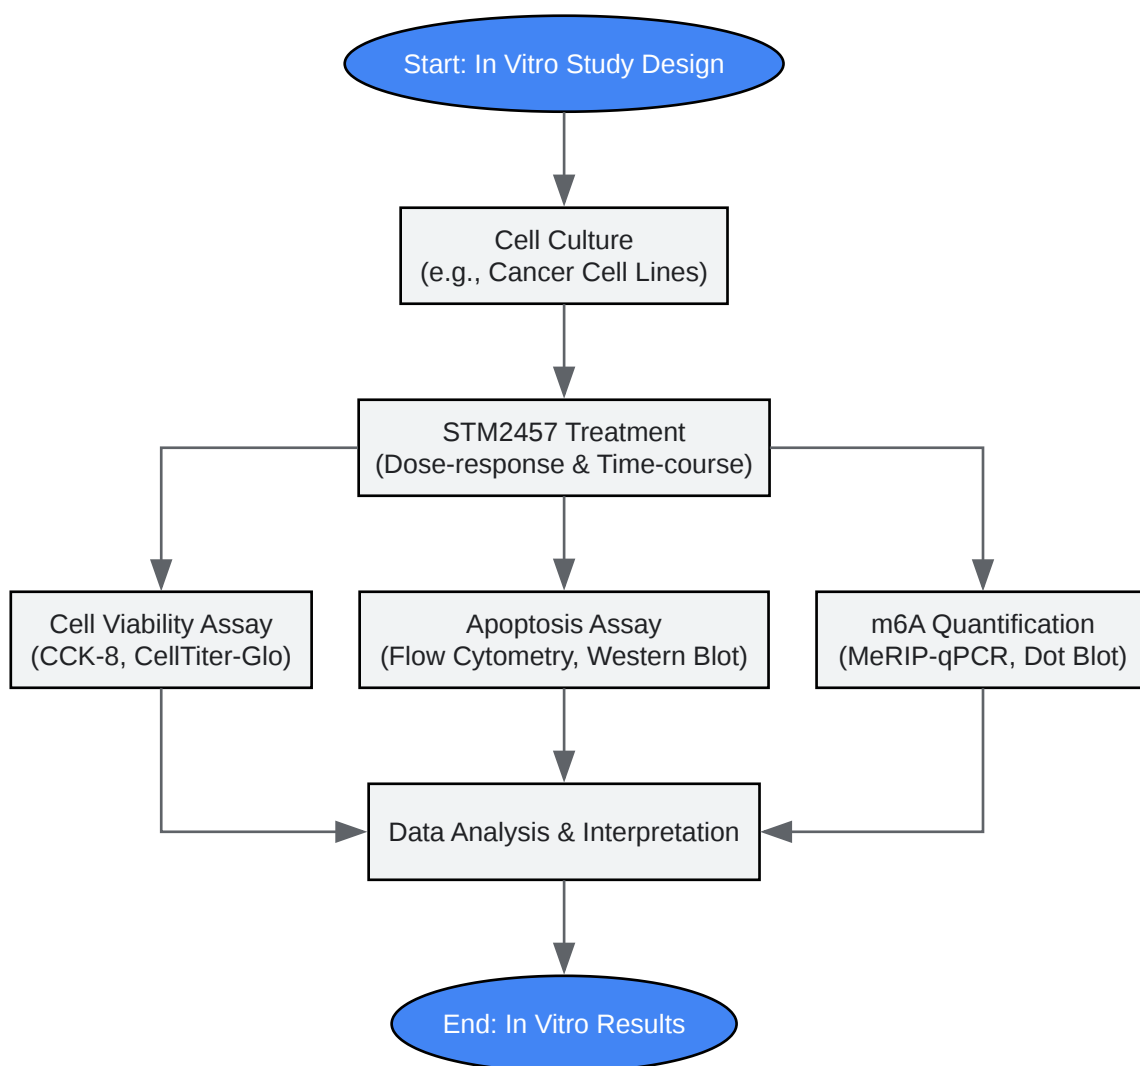 Start: In Vitro Study Design
Cell Culture
(e.g., Cancer Cell Lines)
STM2457 Treatment
(Dose-response & Time-course)
Cell Viability Assay
(CCK-8, CellTiter-Glo)
Apoptosis Assay
(Flow Cytometry, Western Blot)
m6A Quantification
(MeRIP-qPCR, Dot Blot)
Data Analysis & Interpretation
End: In Vitro Results